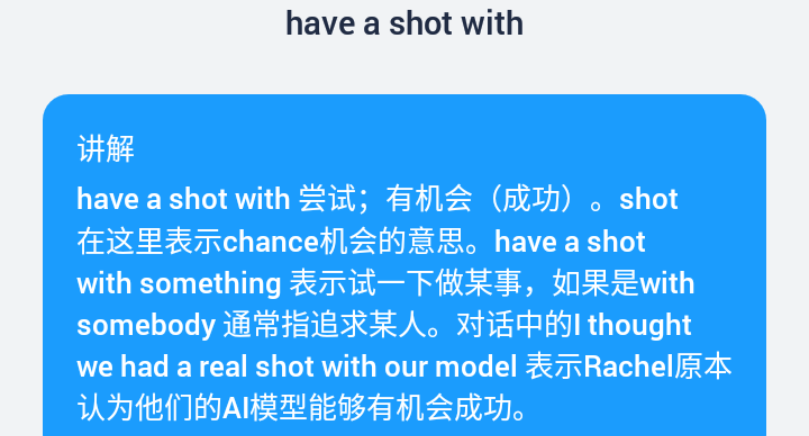 have a shot with
讲解
have a shot with 尝试；有机会（成功）。shot
在这里表示chance机会的意思。have a shot
with something 表示试一下做某事，如果是with
somebody 通常指追求某人。对话中的I thought
we had a real shot with our model 表示Rachel原本
认为他们的AI模型能够有机会成功。